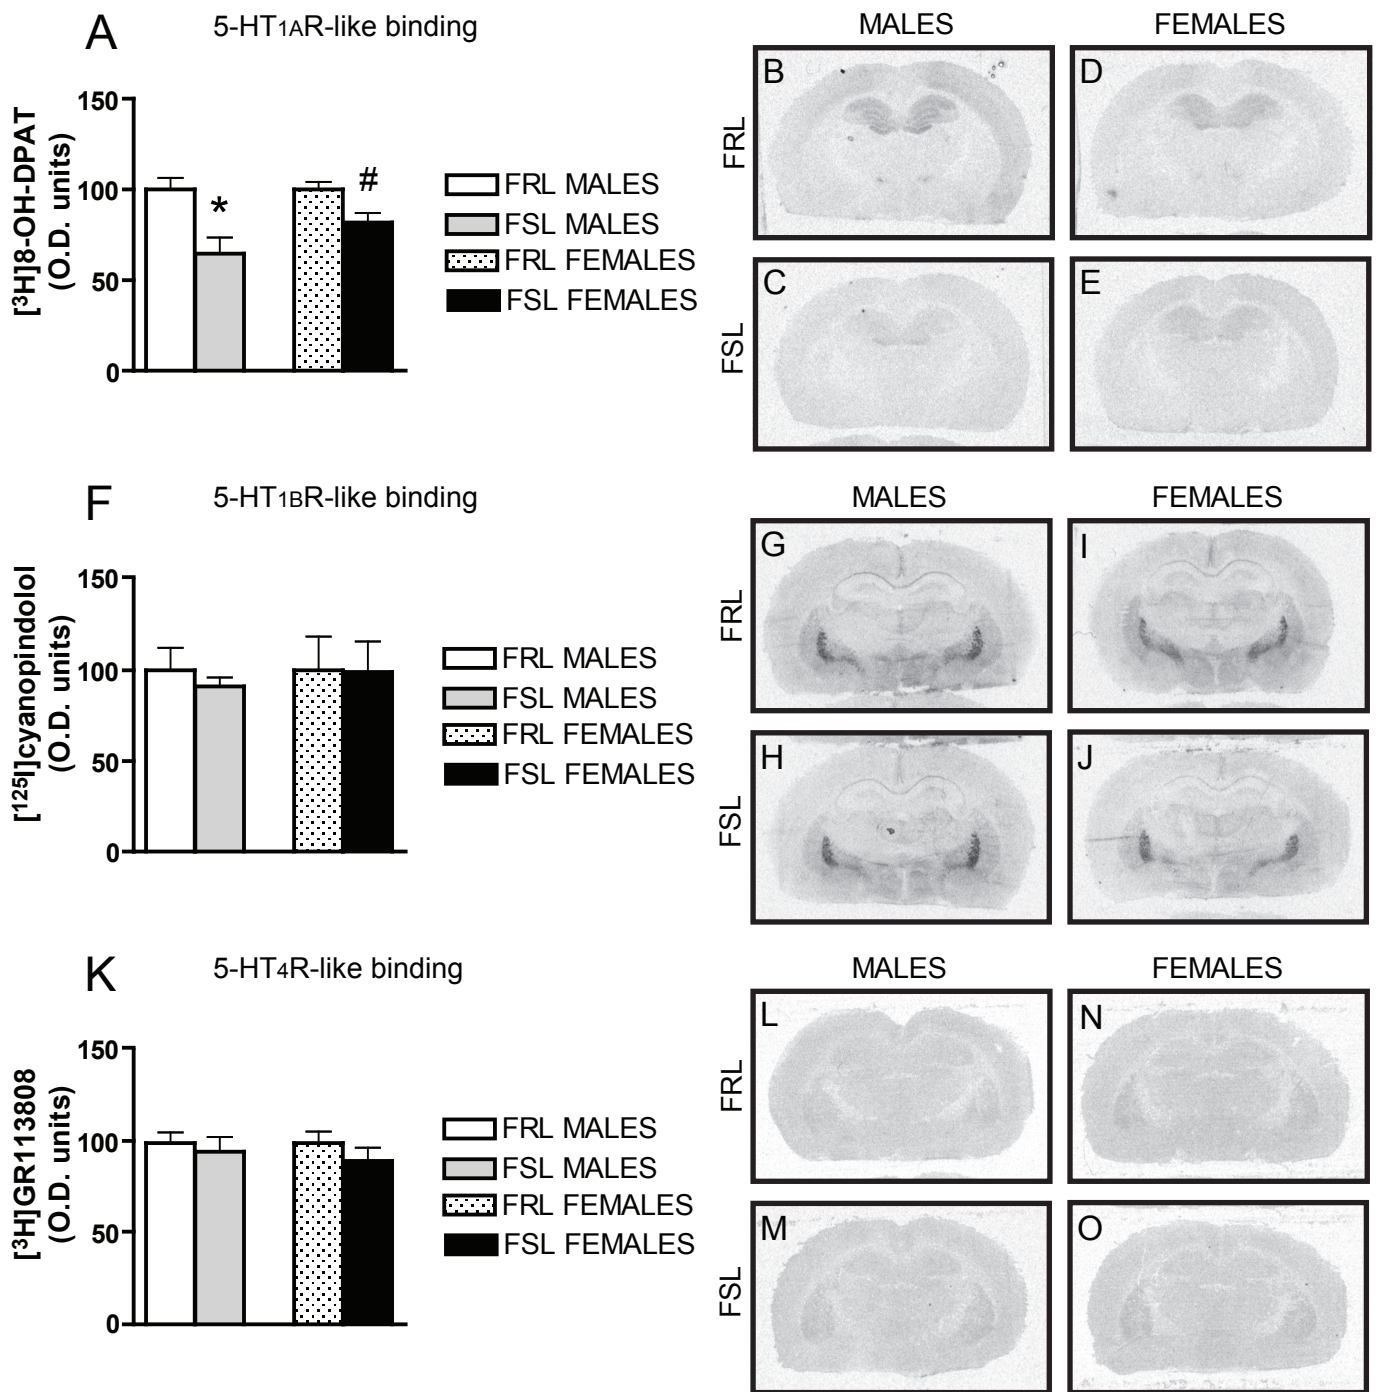 A 5-HT1AR-like binding
[³H]8-OH-DPAT
(O.D. units)
150
100
50
0
*
#
FRL MALES
FSL MALES
FRL FEMALES
FSL FEMALES
MALES FEMALES
FRL
FSL
B
D
C
E
F 5-HT1BR-like binding
[¹²⁵I]cyanopindolol
(O.D. units)
150
100
50
0
FRL MALES
FSL MALES
FRL FEMALES
FSL FEMALES
MALES FEMALES
FRL
FSL
G
I
H
J
K 5-HT4R-like binding
[³H]GR113808
(O.D. units)
150
100
50
0
FRL MALES
FSL MALES
FRL FEMALES
FSL FEMALES
MALES FEMALES
FRL
FSL
L
N
M
O